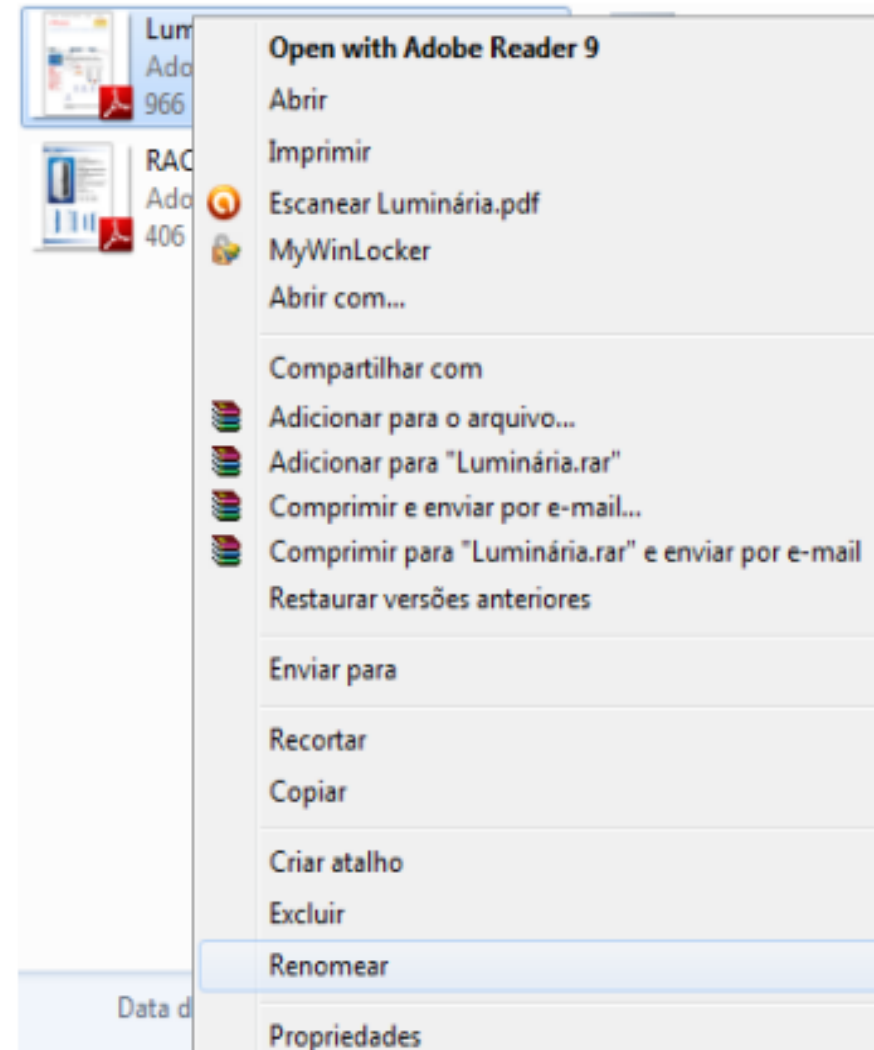 Lum
Ado
966
RAC
Ado
406
Open with Adobe Reader 9
Abrir
Imprimir
Escanear Luminária.pdf
MyWinLocker
Abrir com...
Compartilhar com
Adicionar para o arquivo...
Adicionar para "Luminária.rar"
Comprimir e enviar por e-mail...
Comprimir para "Luminária.rar" e enviar por e-mail
Restaurar versões anteriores
Enviar para
Recortar
Copiar
Criar atalho
Excluir
Renomear
Propriedades
Data d